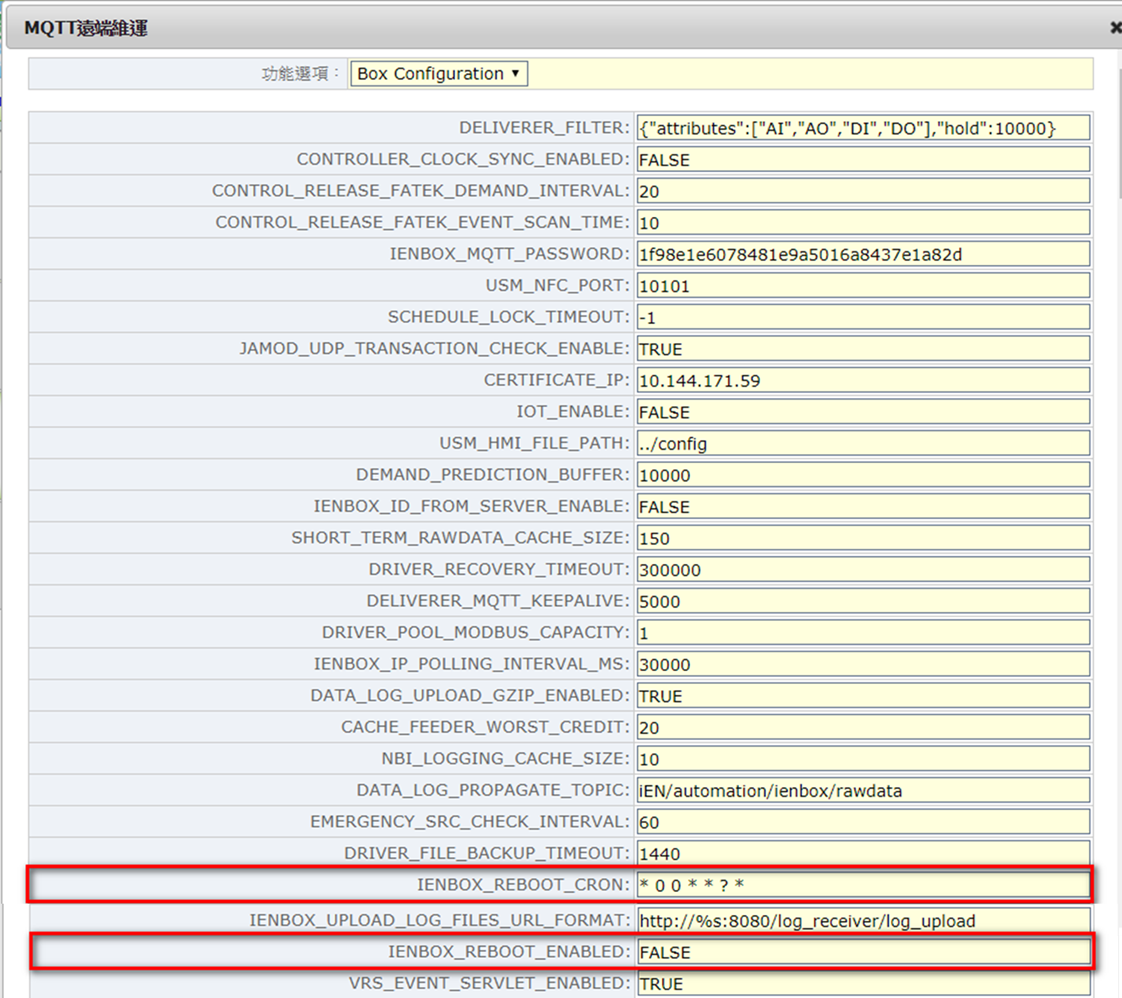 MQTT遠端維運
功能選項： Box Configuration
DELIVERER_FILTER: {"attributes":["AI","AO","DI","DO"],"hold":10000}
CONTROLLER_CLOCK_SYNC_ENABLED: FALSE
CONTROL_RELEASE_FATEK_DEMAND_INTERVAL: 20
CONTROL_RELEASE_FATEK_EVENT_SCAN_TIME: 10
IENBOX_MQTT_PASSWORD: 1f98e1e6078481e9a5016a8437e1a82d
USM_NFC_PORT: 10101
SCHEDULE_LOCK_TIMEOUT: -1
JAMOD_UDP_TRANSACTION_CHECK_ENABLE: TRUE
CERTIFICATE_IP: 10.144.171.59
IOT_ENABLE: FALSE
USM_HMI_FILE_PATH: ../config
DEMAND_PREDICTION_BUFFER: 10000
IENBOX_ID_FROM_SERVER_ENABLE: FALSE
SHORT_TERM_RAWDATA_CACHE_SIZE: 150
DRIVER_RECOVERY_TIMEOUT: 300000
DELIVERER_MQTT_KEEPALIVE: 5000
DRIVER_POOL_MODBUS_CAPACITY: 1
IENBOX_IP_POLLING_INTERVAL_MS: 30000
DATA_LOG_UPLOAD_GZIP_ENABLED: TRUE
CACHE_FEEDER_WORST_CREDIT: 20
NBI_LOGGING_CACHE_SIZE: 10
DATA_LOG_PROPAGATE_TOPIC: iEN/automation/ienbox/rawdata
EMERGENCY_SRC_CHECK_INTERVAL: 60
DRIVER_FILE_BACKUP_TIMEOUT: 1440
IENBOX_REBOOT_CRON: * 0 0 * * ? *
IENBOX_UPLOAD_LOG_FILES_URL_FORMAT: http://%s:8080/log_receiver/log_upload
IENBOX_REBOOT_ENABLED: FALSE
VRS_EVENT_SERVLET_ENABLED: TRUE